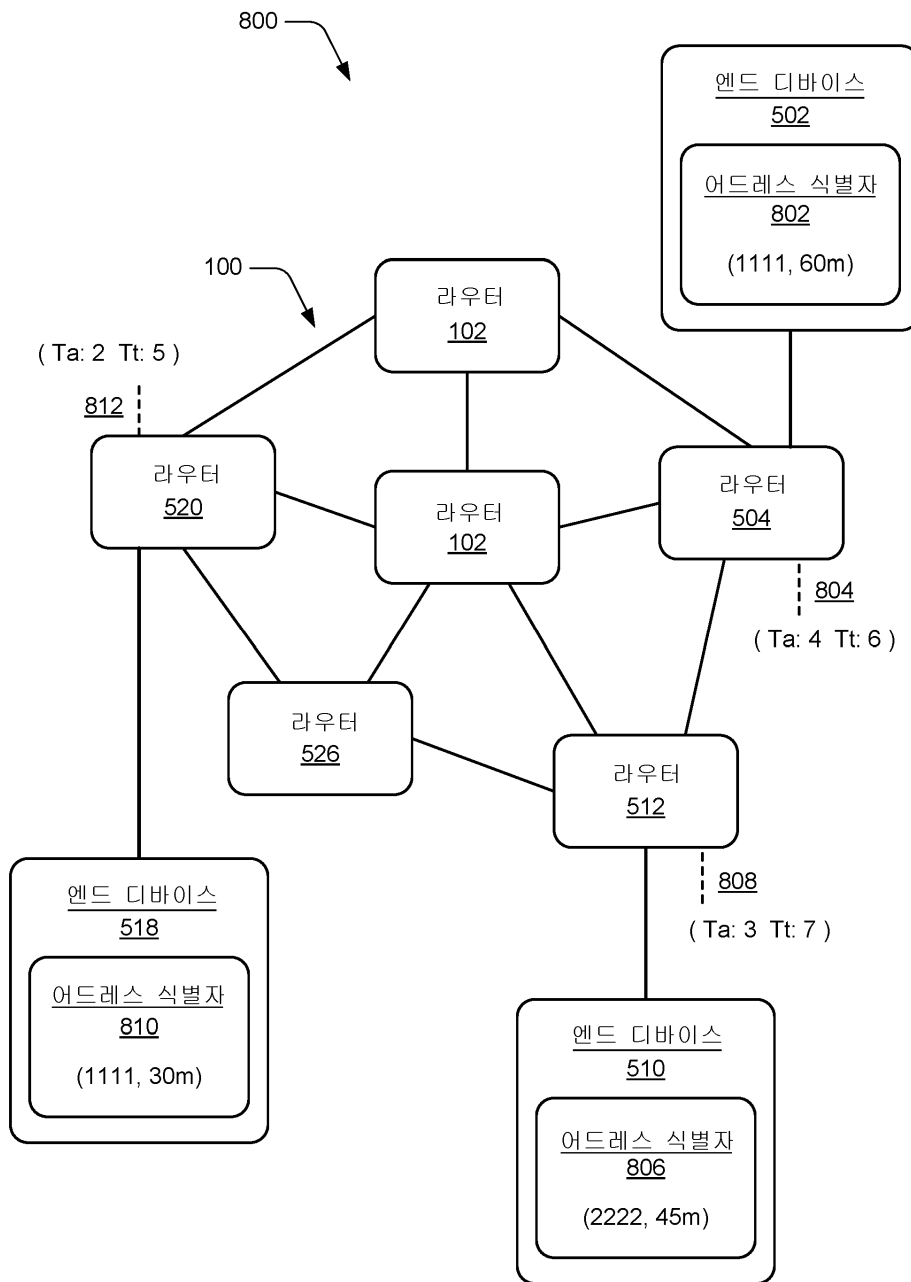 800
엔드 디바이스
502
어드레스 식별자
802
(1111, 60m)
100
라우터
102
( Ta: 2 Tt: 5 )
812
라우터
520
라우터
102
라우터
504
804
( Ta: 4 Tt: 6 )
라우터
526
라우터
512
808
( Ta: 3 Tt: 7 )
엔드 디바이스
518
어드레스 식별자
810
(1111, 30m)
엔드 디바이스
510
어드레스 식별자
806
(2222, 45m)